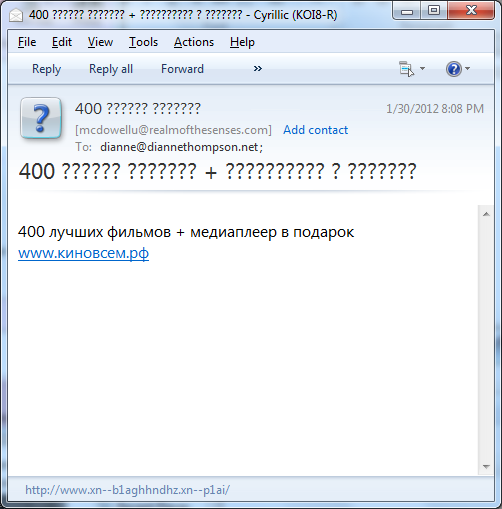 400 ?????? ??????? + ?????????? ? ??????? - Cyrillic (KOI8-R)
File Edit View Tools Actions Help
Reply Reply all Forward »
400 ?????? ??????? 1/30/2012 8:08 PM
[mcdowellu@realmofthesenses.com] Add contact
To: dianne@diannethompson.net;
400 ?????? ??????? + ?????????? ? ???????
400 лучших фильмов + медиаплеер в подарок
www.киновсем.рф
http://www.xn--b1aghhndhz.xn--p1ai/